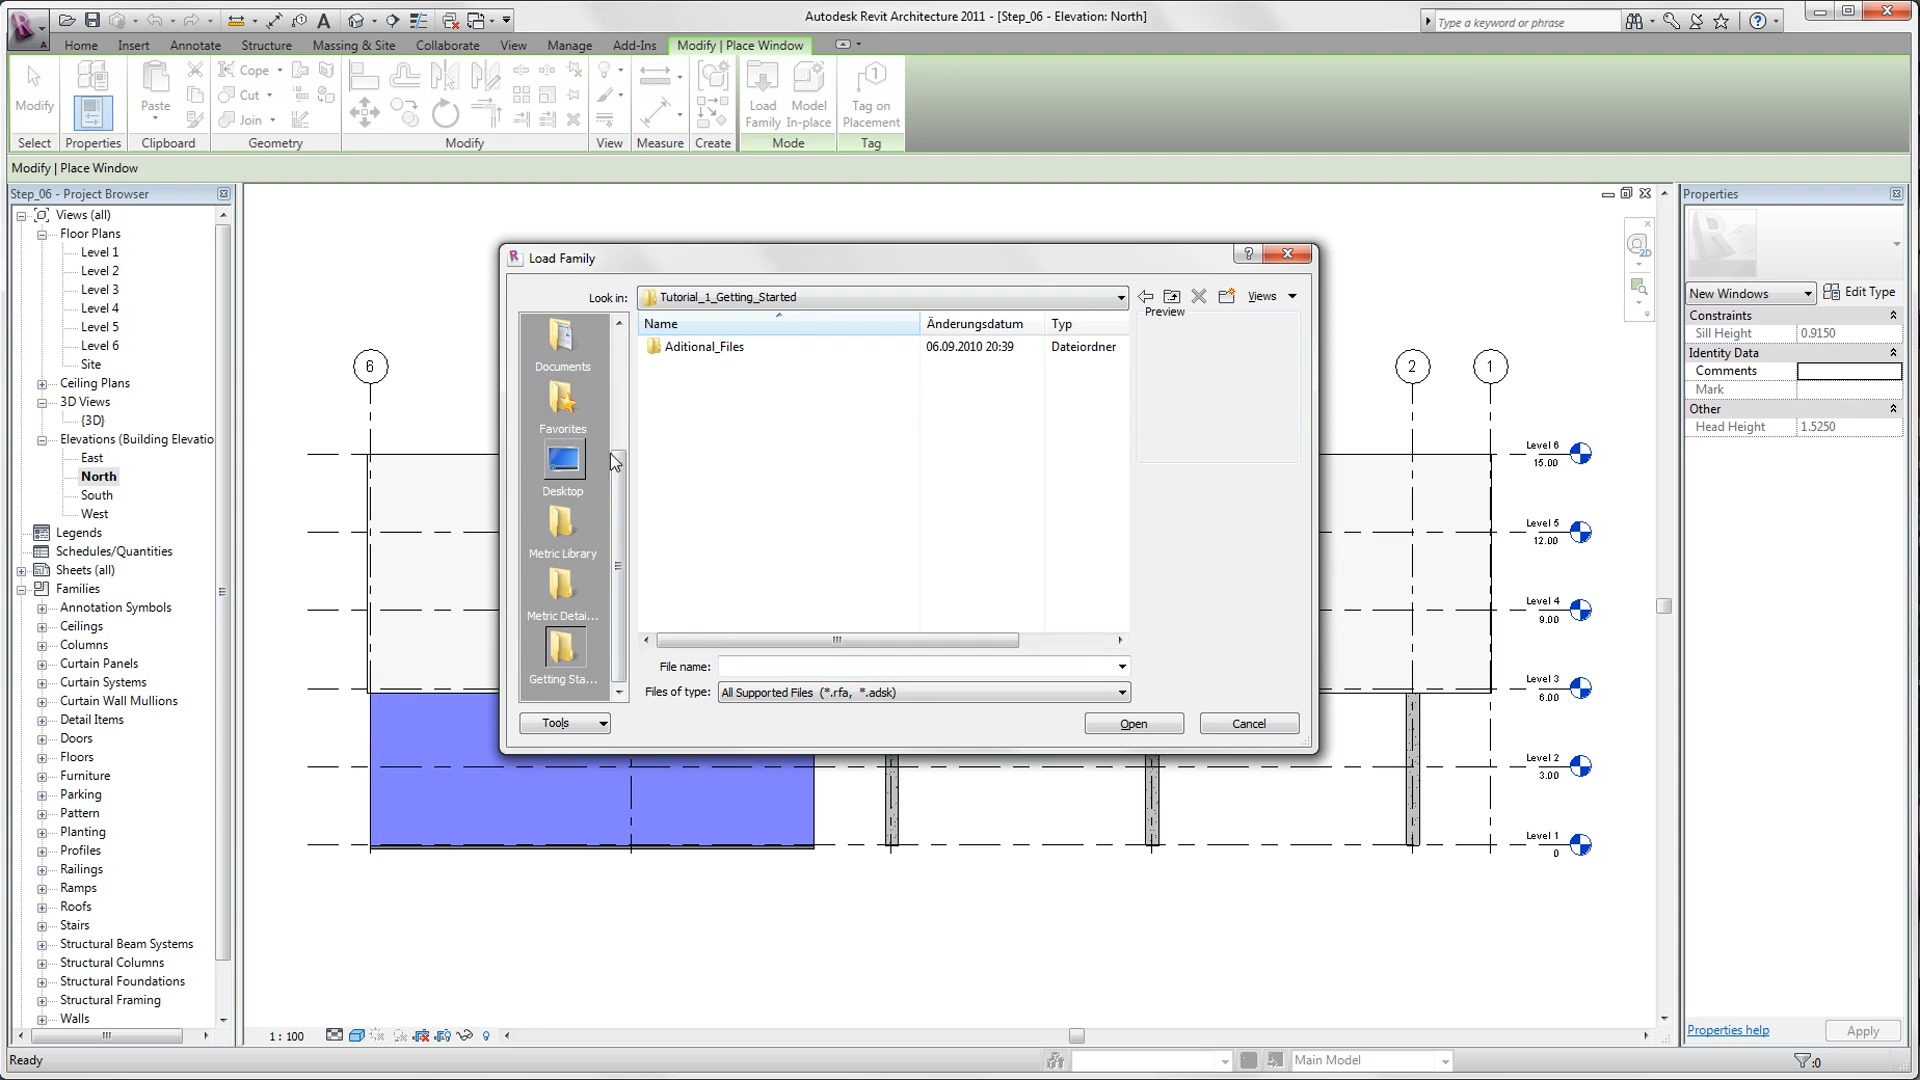 Autodesk Revit Architecture 2011 - [Step_06 - Elevation: North]
Type a keyword or phrase
Home Insert Annotate Structure Massing & Site Collaborate View Manage Add-Ins Modify | Place Window
Modify
Paste
Cope
Cut
Join
Load Family
Model In-place
Tag on Placement
Select Properties Clipboard Geometry Modify View Measure Create Mode Tag
Modify | Place Window
Step_06 - Project Browser
Views (all)
Floor Plans
Level 1
Level 2
Level 3
Level 4
Level 5
Level 6
Site
Ceiling Plans
3D Views
{3D}
Elevations (Building Elevatio
East
North
South
West
Legends
Schedules/Quantities
Sheets (all)
Families
Annotation Symbols
Ceilings
Columns
Curtain Panels
Curtain Systems
Curtain Wall Mullions
Detail Items
Doors
Floors
Furniture
Parking
Pattern
Planting
Profiles
Railings
Ramps
Roofs
Stairs
Structural Beam Systems
Structural Columns
Structural Foundations
Structural Framing
Walls
Load Family
Look in: Tutorial_1_Getting_Started
Views
Preview
Name Änderungsdatum Typ
Aditional_Files 06.09.2010 20:39 Dateiordner
Documents
Favorites
Desktop
Metric Library
Metric Detai...
Getting Sta...
File name:
Files of type: All Supported Files (*.rfa, *.adsk)
Tools Open Cancel
6
2
1
Level 6
15.00
Level 5
12.00
Level 4
9.00
Level 3
6.00
Level 2
3.00
Level 1
0
2D
Properties
New Windows Edit Type
Constraints
Sill Height 0.9150
Identity Data
Comments
Mark
Other
Head Height 1.5250
Properties help Apply
1 : 100
Ready
Main Model
:0